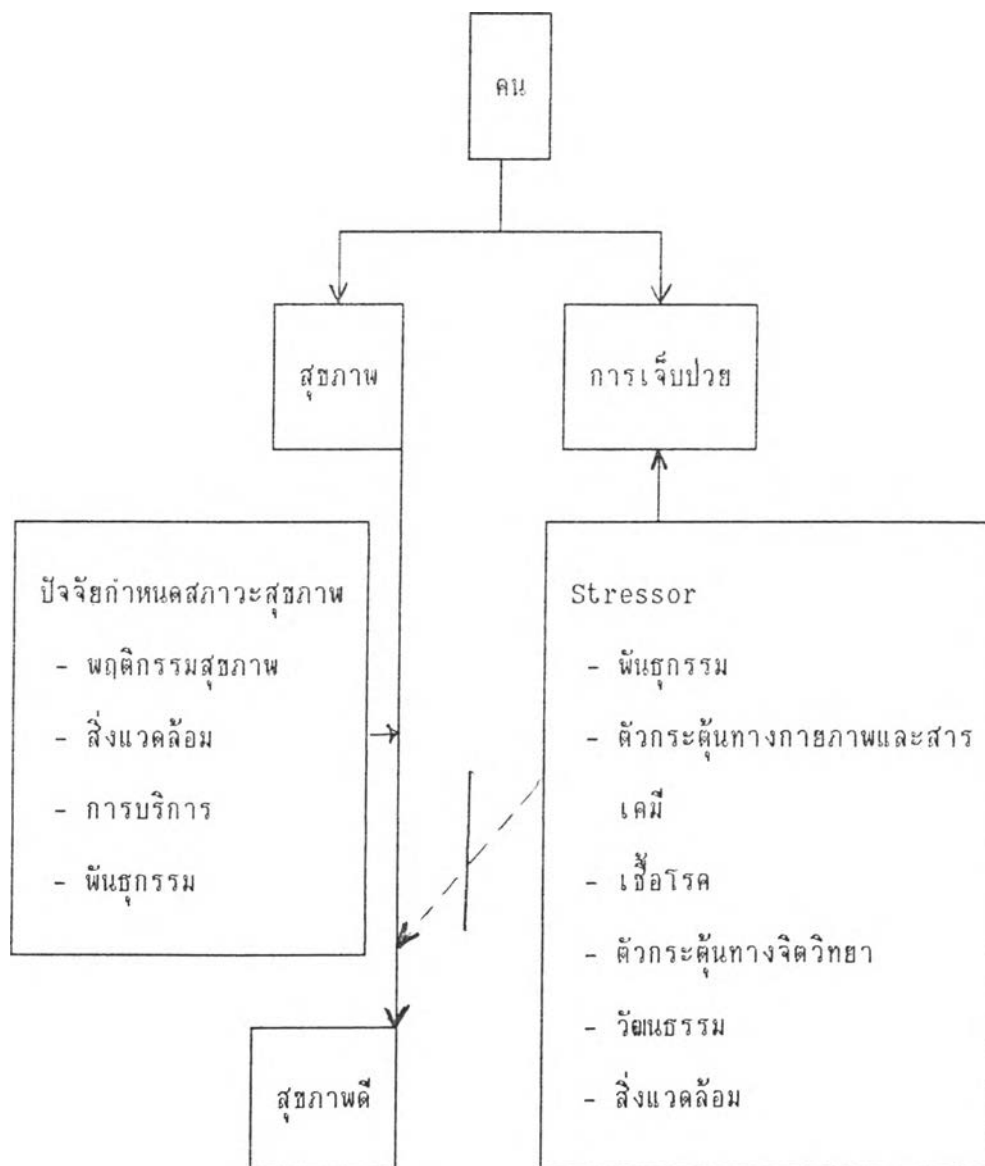 คน
สุขภาพ
การเจ็บป่วย
ปัจจัยกำหนดสภาวะสุขภาพ
- พฤติกรรมสุขภาพ
- สิ่งแวดล้อม
- การบริการ
- พันธุกรรม
Stressor
- พันธุกรรม
- ตัวกระตุ้นทางกายภาพและสาร
เคมี
- เชื้อโรค
- ตัวกระตุ้นทางจิตวิทยา
- วัฒนธรรม
- สิ่งแวดล้อม
สุขภาพดี